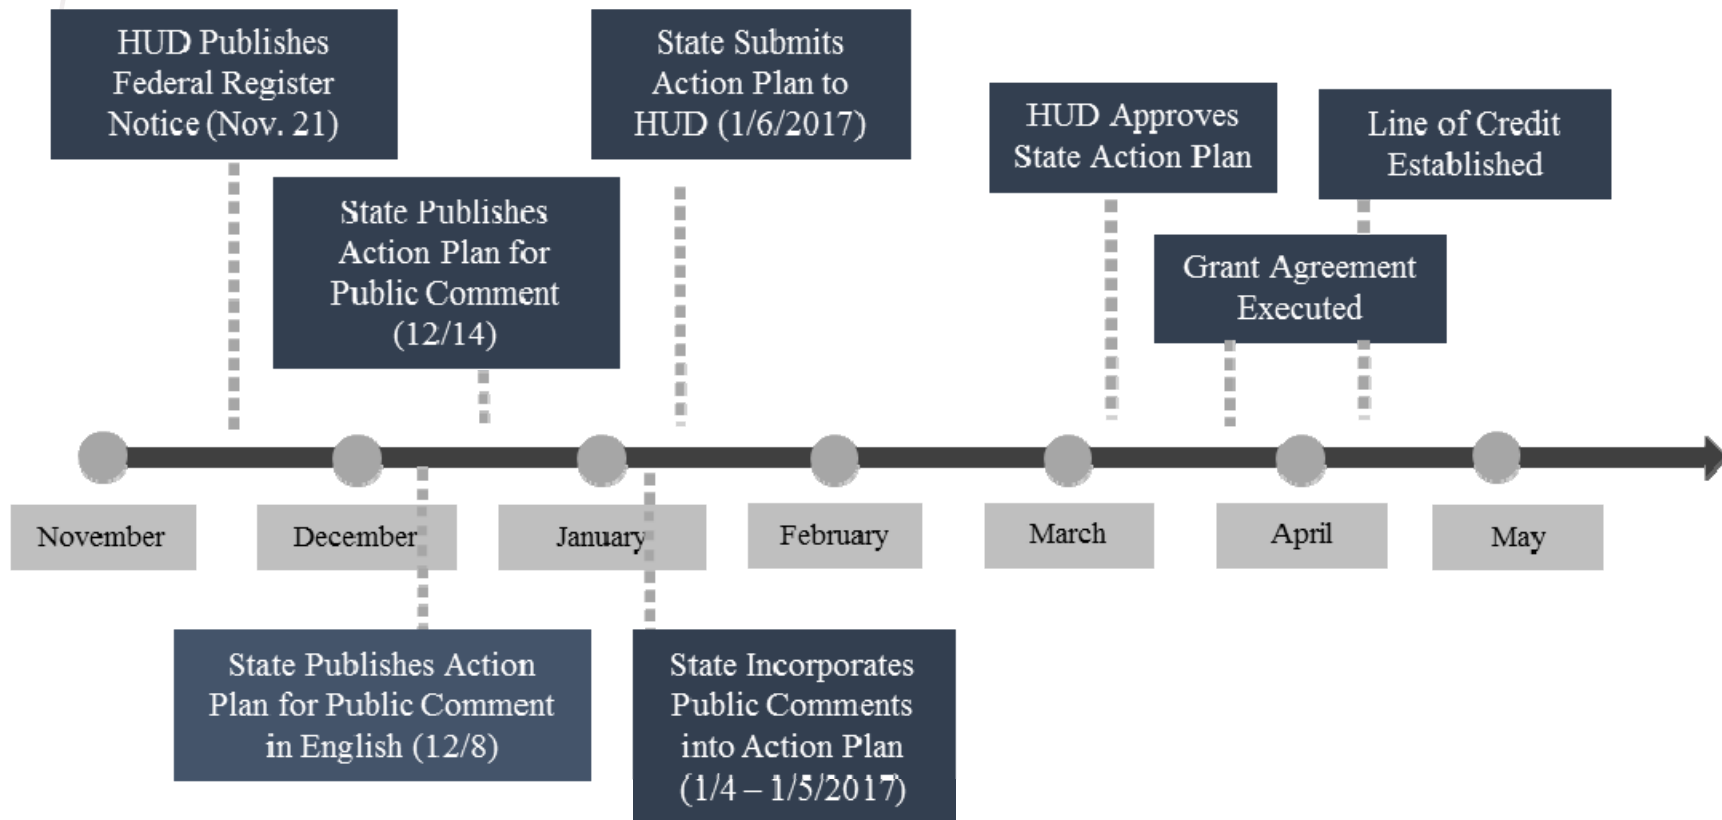 HUD Publishes
Federal Register
Notice (Nov. 21)
State Submits
Action Plan to
HUD (1/6/2017)
HUD Approves
State Action Plan
Line of Credit
Established
State Publishes
Action Plan for
Public Comment
(12/14)
Grant Agreement
Executed
November
December
January
February
March
April
May
State Publishes Action
Plan for Public Comment
in English (12/8)
State Incorporates
Public Comments
into Action Plan
(1/4 – 1/5/2017)